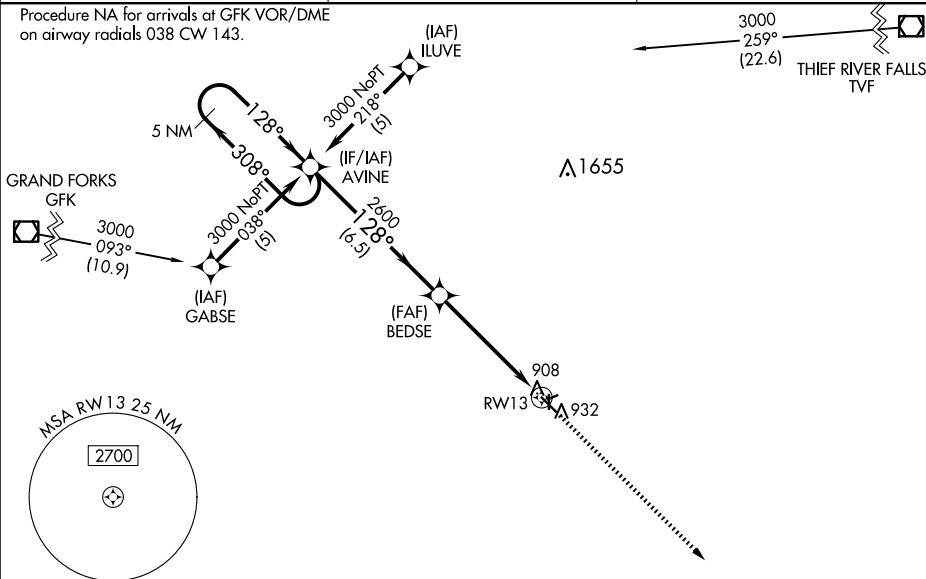 Procedure NA for arrivals at GFK VOR/DME
on airway radials 038 CW 143.
(IAF)
ILUVE
3000
259°
(22.6)
THIEF RIVER FALLS
TVF
3000 NoPT
218°
(5)
128°
5 NM
308°
(IF/IAF)
AVINE
1655
GRAND FORKS
GFK
3000
093°
(10.9)
3000 NoPT
038°
(5)
2600
128°
(6.5)
(IAF)
GABSE
(FAF)
BEDSE
908
RW13
932
MSA RW 13 25 NM
2700